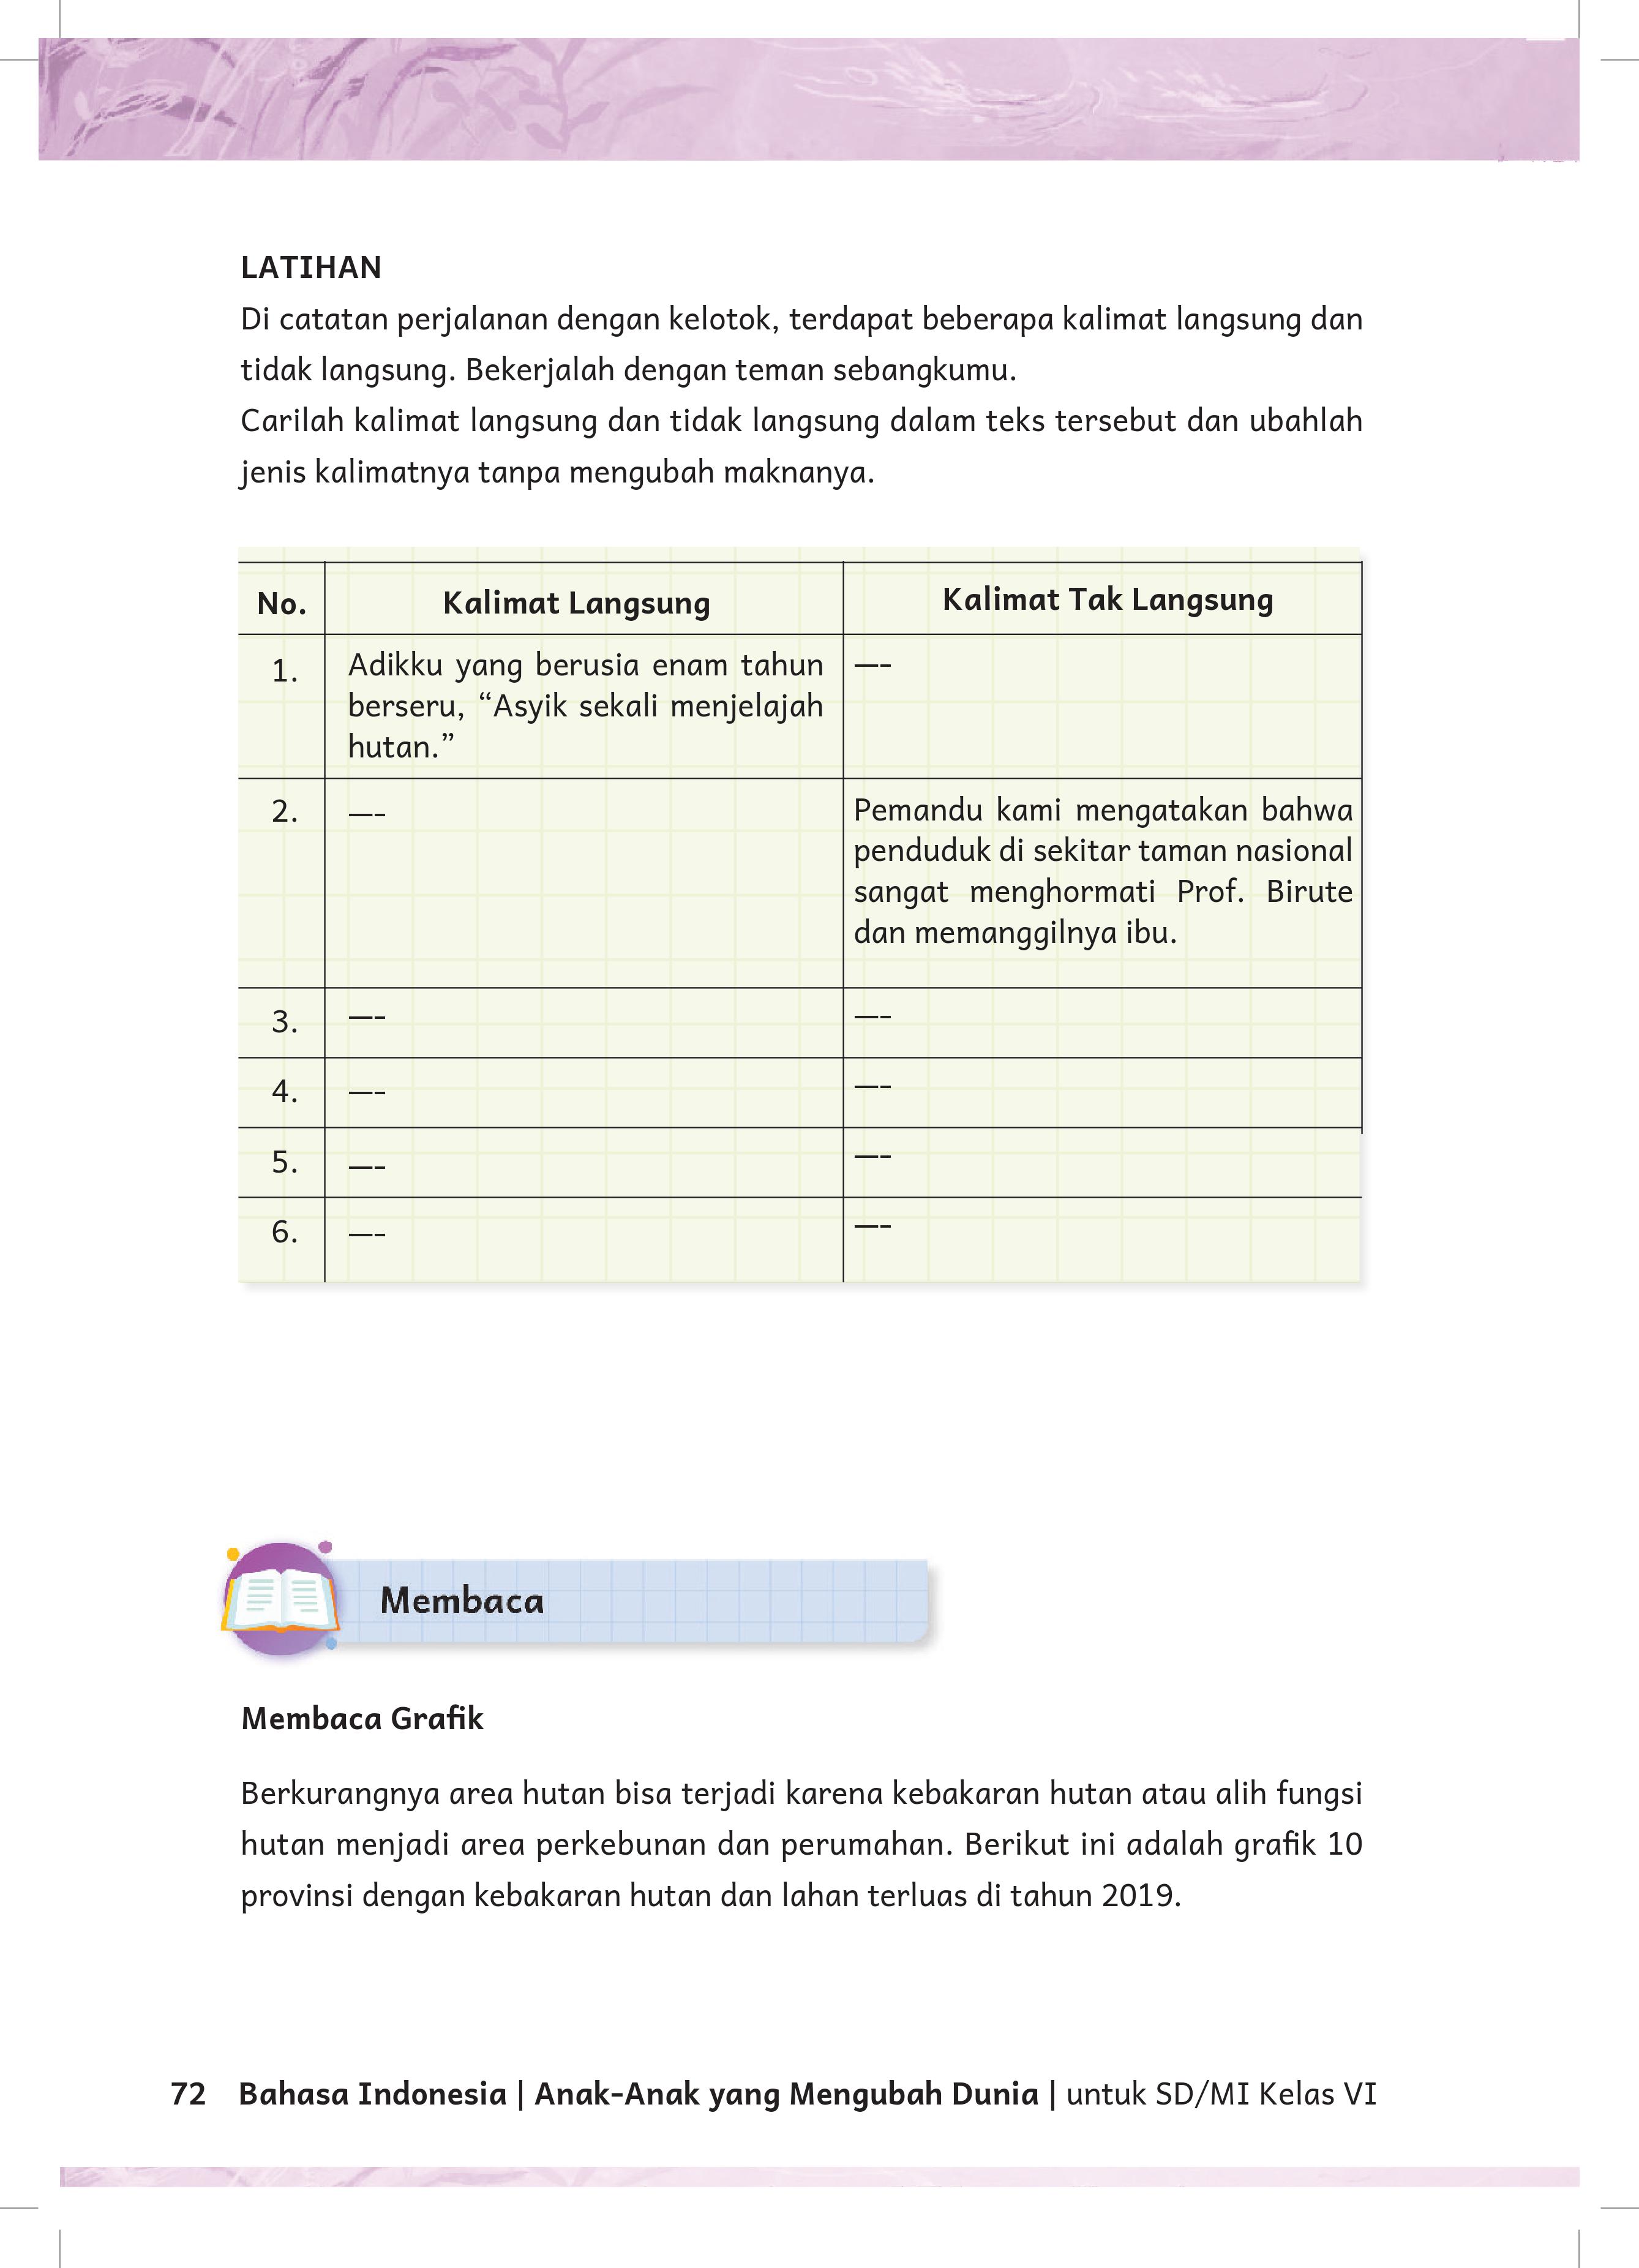 LATIHAN
Di catatan perjalanan dengan kelotok, terdapat beberapa kalimat langsung dan
tidak langsung. Bekerjalah dengan teman sebangkumu.
Carilah kalimat langsung dan tidak langsung dalam teks tersebut dan ubahlah
jenis kalimatnya tanpa mengubah maknanya.
No. Kalimat Langsung Kalimat Tak Langsung
1. Adikku yang berusia enam tahun —-
berseru, “Asyik sekali menjelajah
hutan.”
2. —- Pemandu kami mengatakan bahwa
penduduk di sekitar taman nasional
sangat menghormati Prof. Birute
dan memanggilnya ibu.
3. —- —-
4. —- —-
5. —- —-
6. —- —-
Membaca
Membaca Grafik
Berkurangnya area hutan bisa terjadi karena kebakaran hutan atau alih fungsi
hutan menjadi area perkebunan dan perumahan. Berikut ini adalah grafik 10
provinsi dengan kebakaran hutan dan lahan terluas di tahun 2019.
72 Bahasa Indonesia | Anak-Anak yang Mengubah Dunia | untuk SD/MI Kelas VI